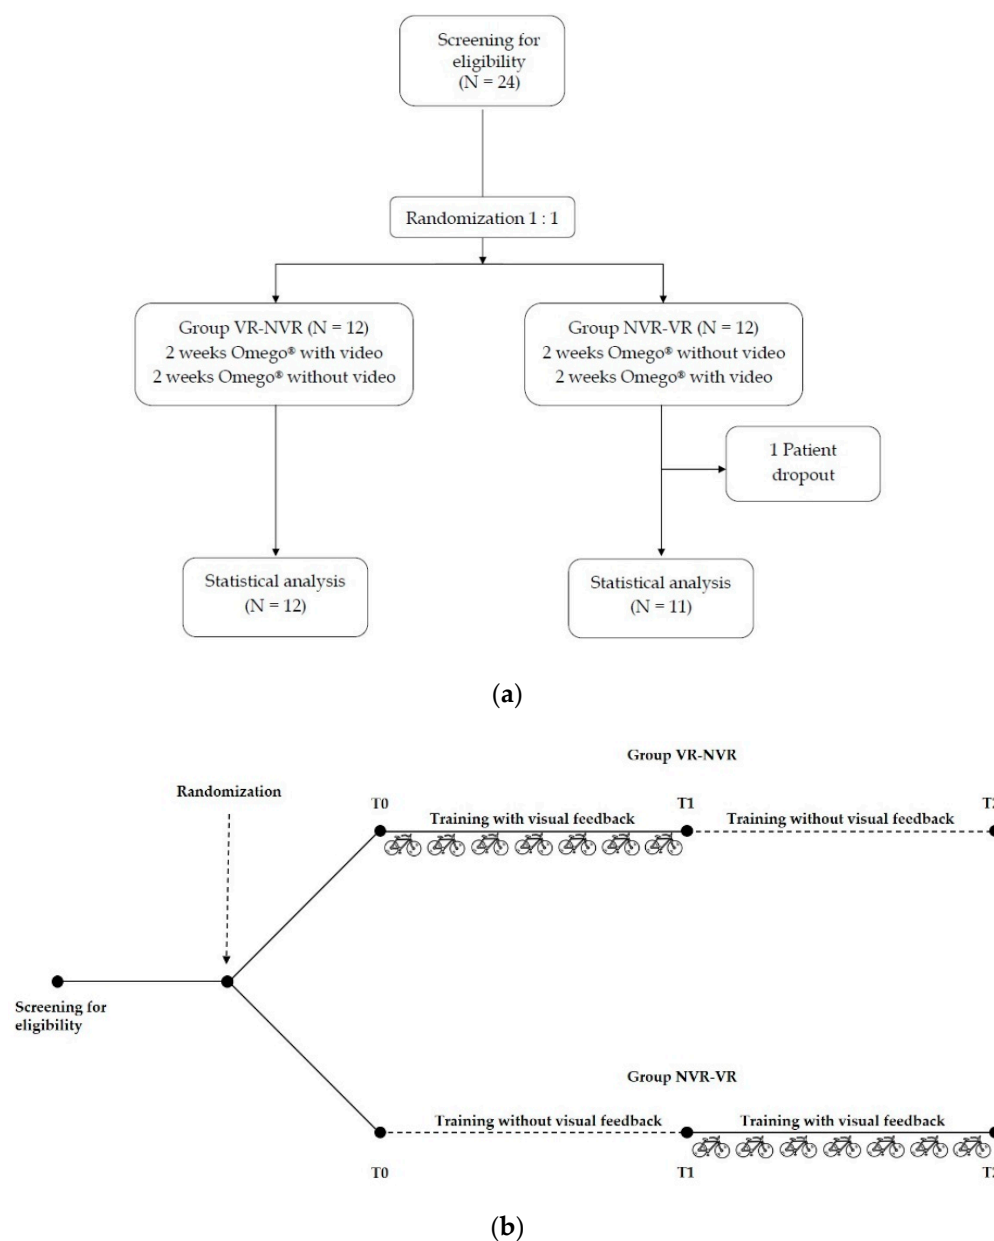 Screening for
eligibility
(N = 24)
Randomization 1 : 1
Group VR-NVR (N = 12)
2 weeks Omego® with video
2 weeks Omego® without video
Group NVR-VR (N = 12)
2 weeks Omego® without video
2 weeks Omego® with video
1 Patient
dropout
Statistical analysis
(N = 12)
Statistical analysis
(N = 11)
(a)
Group VR-NVR
Randomization
T0
T1
T2
Training with visual feedback
Training without visual feedback
Screening for
eligibility
Group NVR-VR
Training without visual feedback
Training with visual feedback
T0
T1
T2
(b)